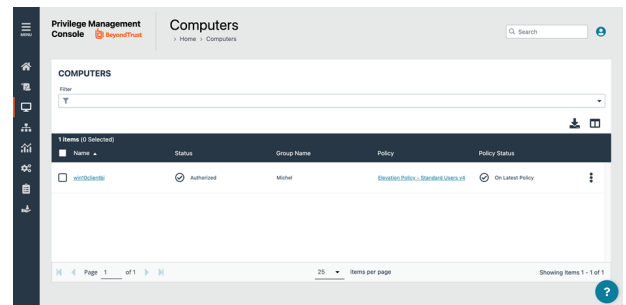 MENU
Privilege Management
Console BeyondTrust
Computers
> Home > Computers
Search
COMPUTERS
Filter
1 items (0 Selected)
Name Status Group Name Policy Policy Status
win10clientbi Authorized Michel Elevation Policy - Standard Users v4 On Latest Policy
Page 1 of 1 25 items per page Showing Items 1 - 1 of 1
?